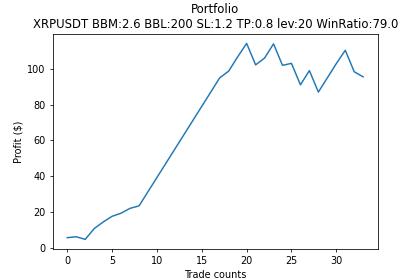 Portfolio
XRPUSDT BBM:2.6 BBL:200 SL:1.2 TP:0.8 lev:20 WinRatio:79.0
100
80
60
40
20
0
Profit ($)
0 5 10 15 20 25 30
Trade counts